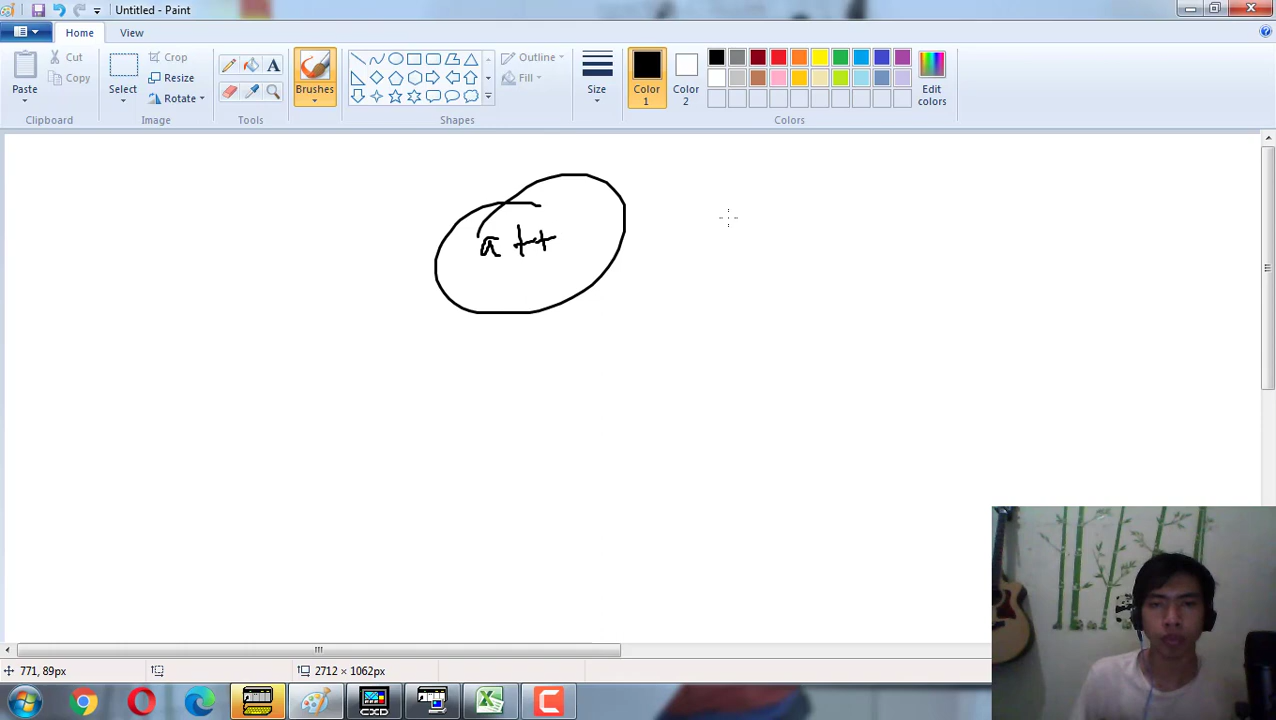 Untitled - Paint
Home
View
Paste
Cut
Copy
Clipboard
Select
Crop
Resize
Rotate
Image
A
Tools
Brushes
Outline
Fill
Shapes
Size
Color
1
Color
2
Edit
colors
Colors
a ++
771, 89px
2712 × 1062px
CXD